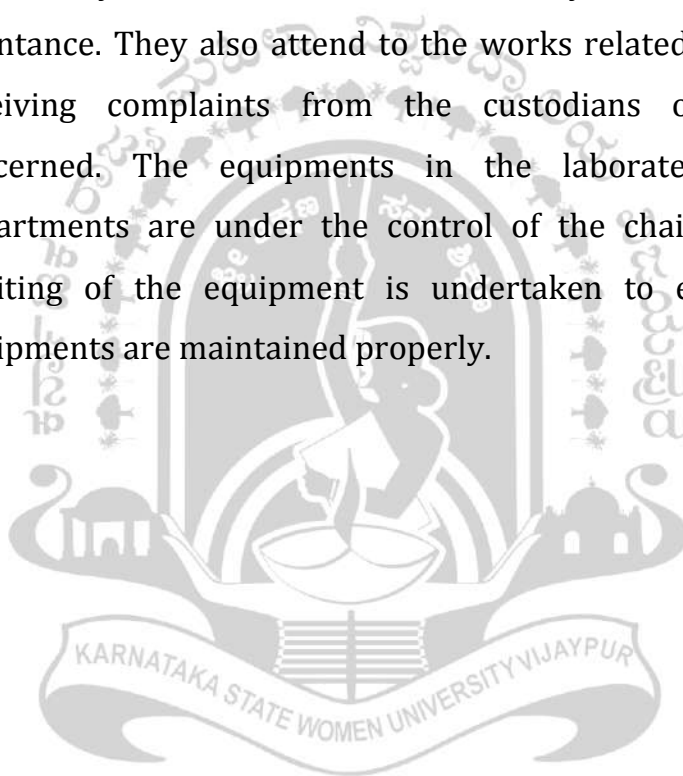 ntance. They also attend to the works related
eiving complaints from the custodians o
cerned. The equipments in the laborate
artments are under the control of the chai
iting of the equipment is undertaken to e
ipments are maintained properly.
KARNATAKA STATE WOMEN UNIVERSITY VIJAYPUR